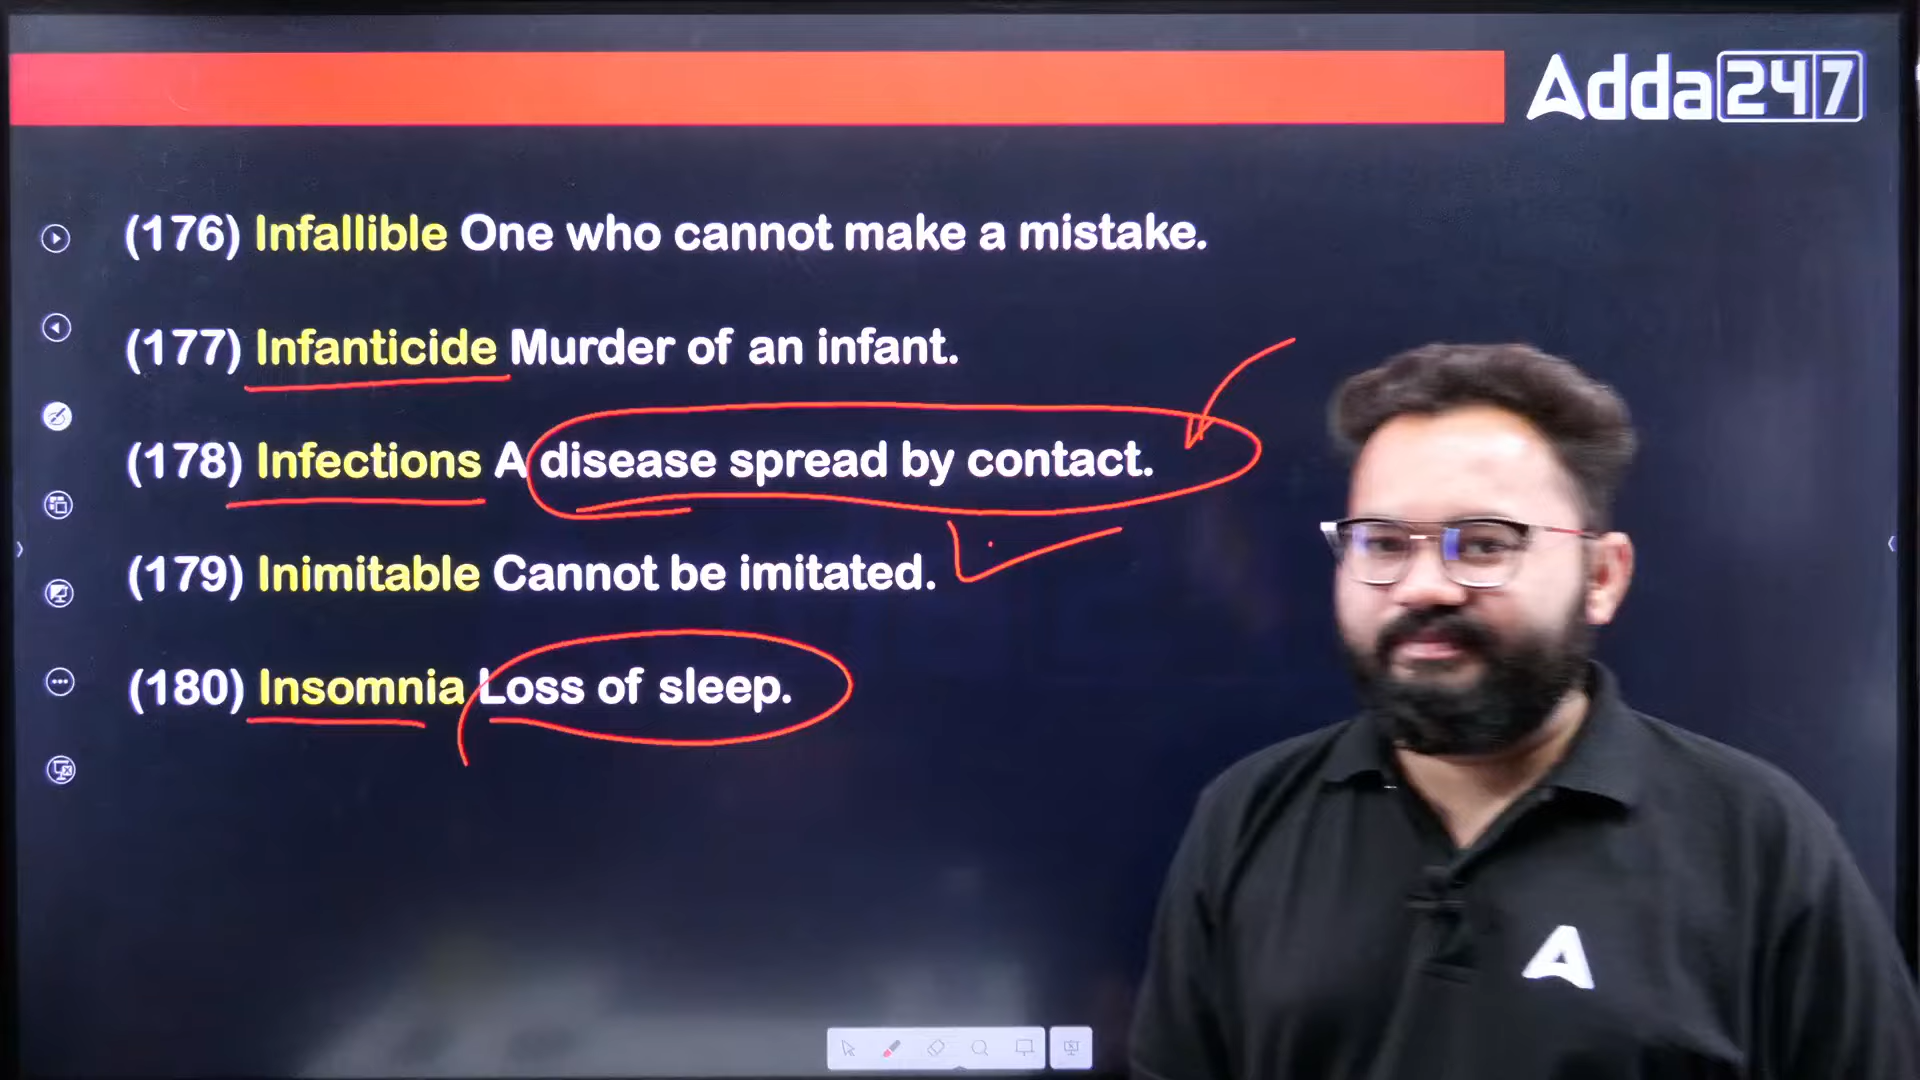 Adda247
(176) Infallible One who cannot make a mistake.
(177) Infanticide Murder of an infant.
(178) Infections A disease spread by contact.
(179) Inimitable Cannot be imitated.
(180) Insomnia Loss of sleep.
A